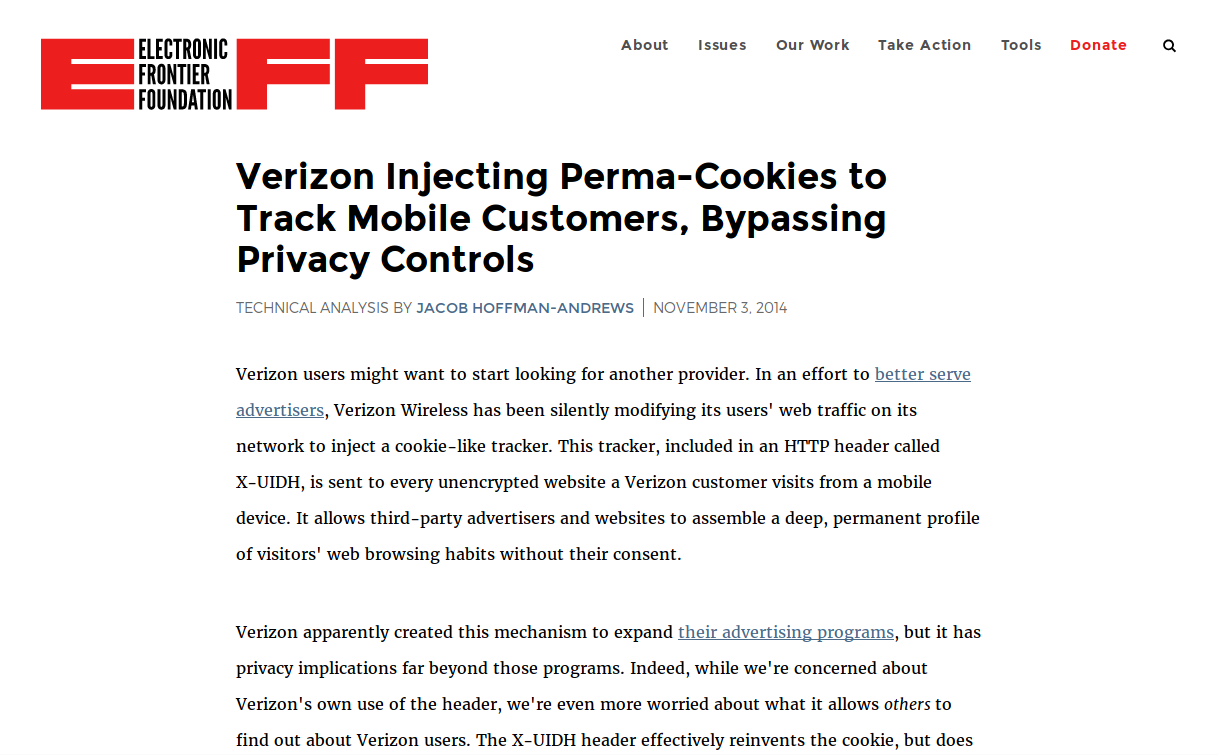 ELECTRONIC
FRONTIER
FOUNDATION
EFF
About Issues Our Work Take Action Tools Donate
Verizon Injecting Perma-Cookies to
Track Mobile Customers, Bypassing
Privacy Controls
TECHNICAL ANALYSIS BY JACOB HOFFMAN-ANDREWS | NOVEMBER 3, 2014
Verizon users might want to start looking for another provider. In an effort to better serve
advertisers, Verizon Wireless has been silently modifying its users' web traffic on its
network to inject a cookie-like tracker. This tracker, included in an HTTP header called
X-UIDH, is sent to every unencrypted website a Verizon customer visits from a mobile
device. It allows third-party advertisers and websites to assemble a deep, permanent profile
of visitors' web browsing habits without their consent.
Verizon apparently created this mechanism to expand their advertising programs, but it has
privacy implications far beyond those programs. Indeed, while we're concerned about
Verizon's own use of the header, we're even more worried about what it allows others to
find out about Verizon users. The X-UIDH header effectively reinvents the cookie, but does